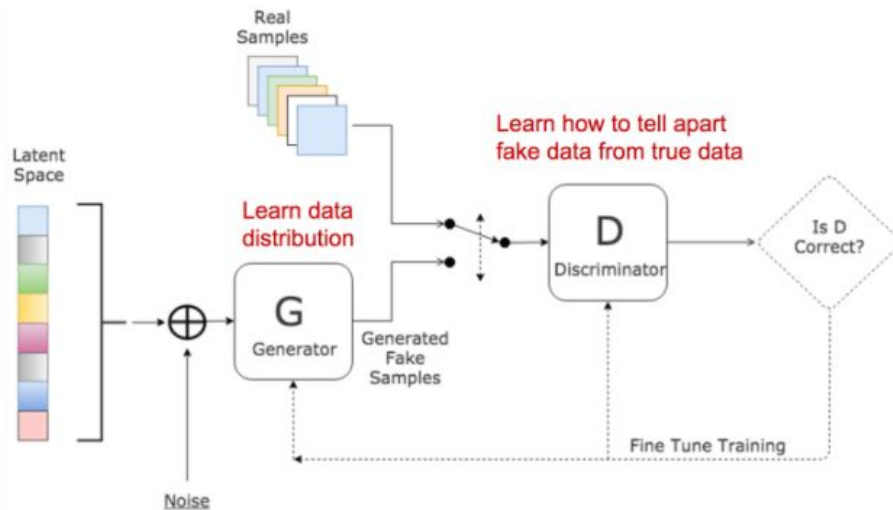 Real
Samples
Learn how to tell apart
fake data from true data
Latent
Space
Learn data
distribution
Is D
Correct?
D
Discriminator
G
Generator
Generated
Fake
Samples
Fine Tune Training
Noise